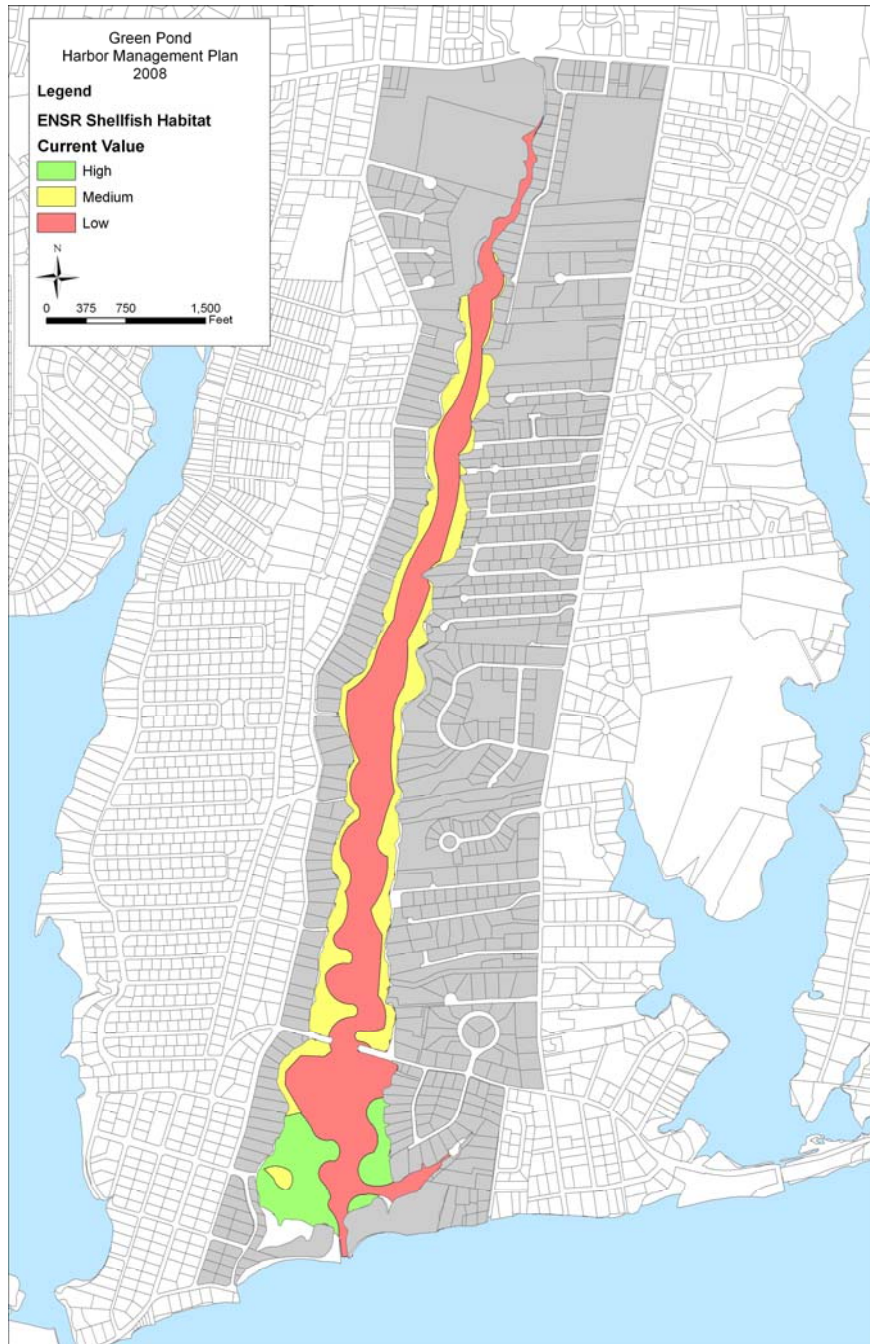 Green Pond
Harbor Management Plan
2008
Legend
ENSR Shellfish Habitat
Current Value
High
Medium
Low
N
0 375 750 1,500
Feet